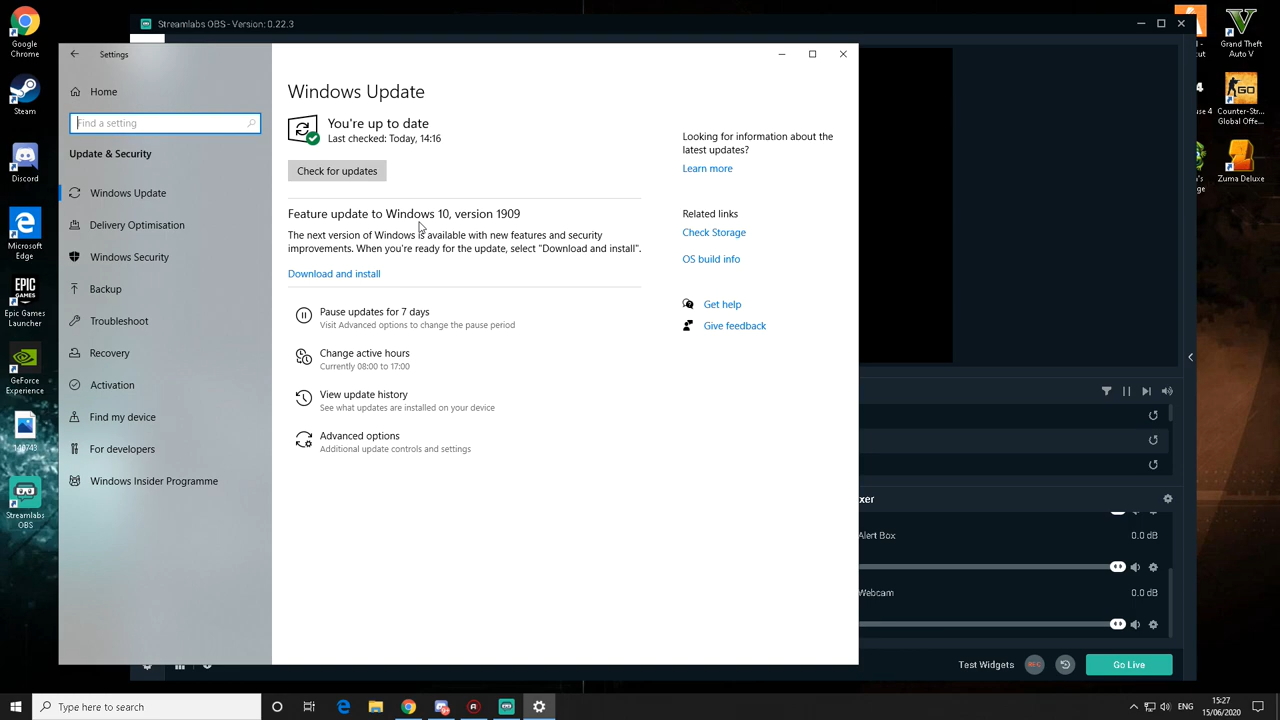 Google
Chrome
Steam
Discord
Microsoft
Edge
EPIC
GAMES
Epic Games
Launcher
GeForce
Experience
140743
Streamlabs
OBS
Streamlabs OBS - Version: 0.22.3
Settings
Home
Find a setting
Update & Security
Windows Update
Delivery Optimisation
Windows Security
Backup
Troubleshoot
Recovery
Activation
Find my device
For developers
Windows Insider Programme
Windows Update
You're up to date
Last checked: Today, 14:16
Check for updates
Feature update to Windows 10, version 1909
The next version of Windows is available with new features and security
improvements. When you're ready for the update, select "Download and install".
Download and install
Pause updates for 7 days
Visit Advanced options to change the pause period
Change active hours
Currently 08:00 to 17:00
View update history
See what updates are installed on your device
Advanced options
Additional update controls and settings
Looking for information about the
latest updates?
Learn more
Related links
Check Storage
OS build info
Get help
Give feedback
xer
Alert Box
0.0 dB
Webcam
0.0 dB
Test Widgets
REC
Go Live
Grand Theft
Auto V
GO
Counter-Str...
Global Offe...
Zuma Deluxe
Type here to search
ENG
15:27
15/06/2020